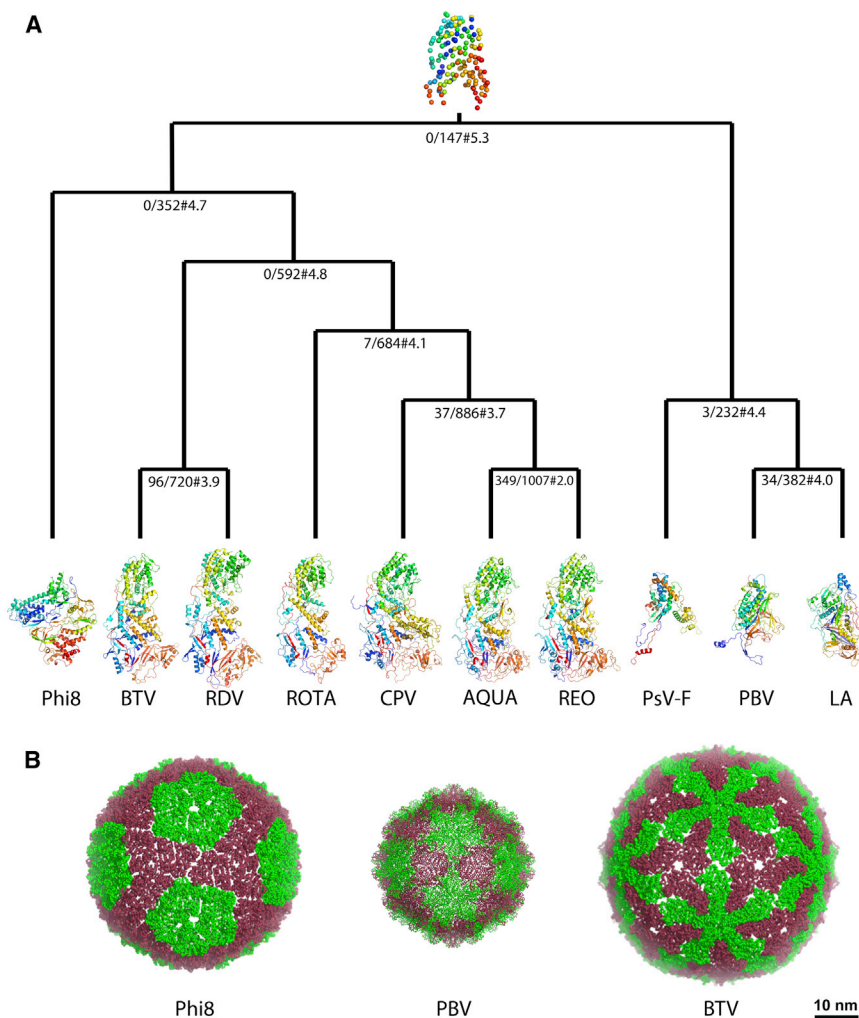 A
0/147#5.3
0/352#4.7
0/592#4.8
7/684#4.1
37/886#3.7
3/232#4.4
96/720#3.9
349/1007#2.0
34/382#4.0
Phi8 BTV RDV ROTA CPV AQUA REO PsV-F PBV LA
B
Phi8 PBV BTV
10 nm